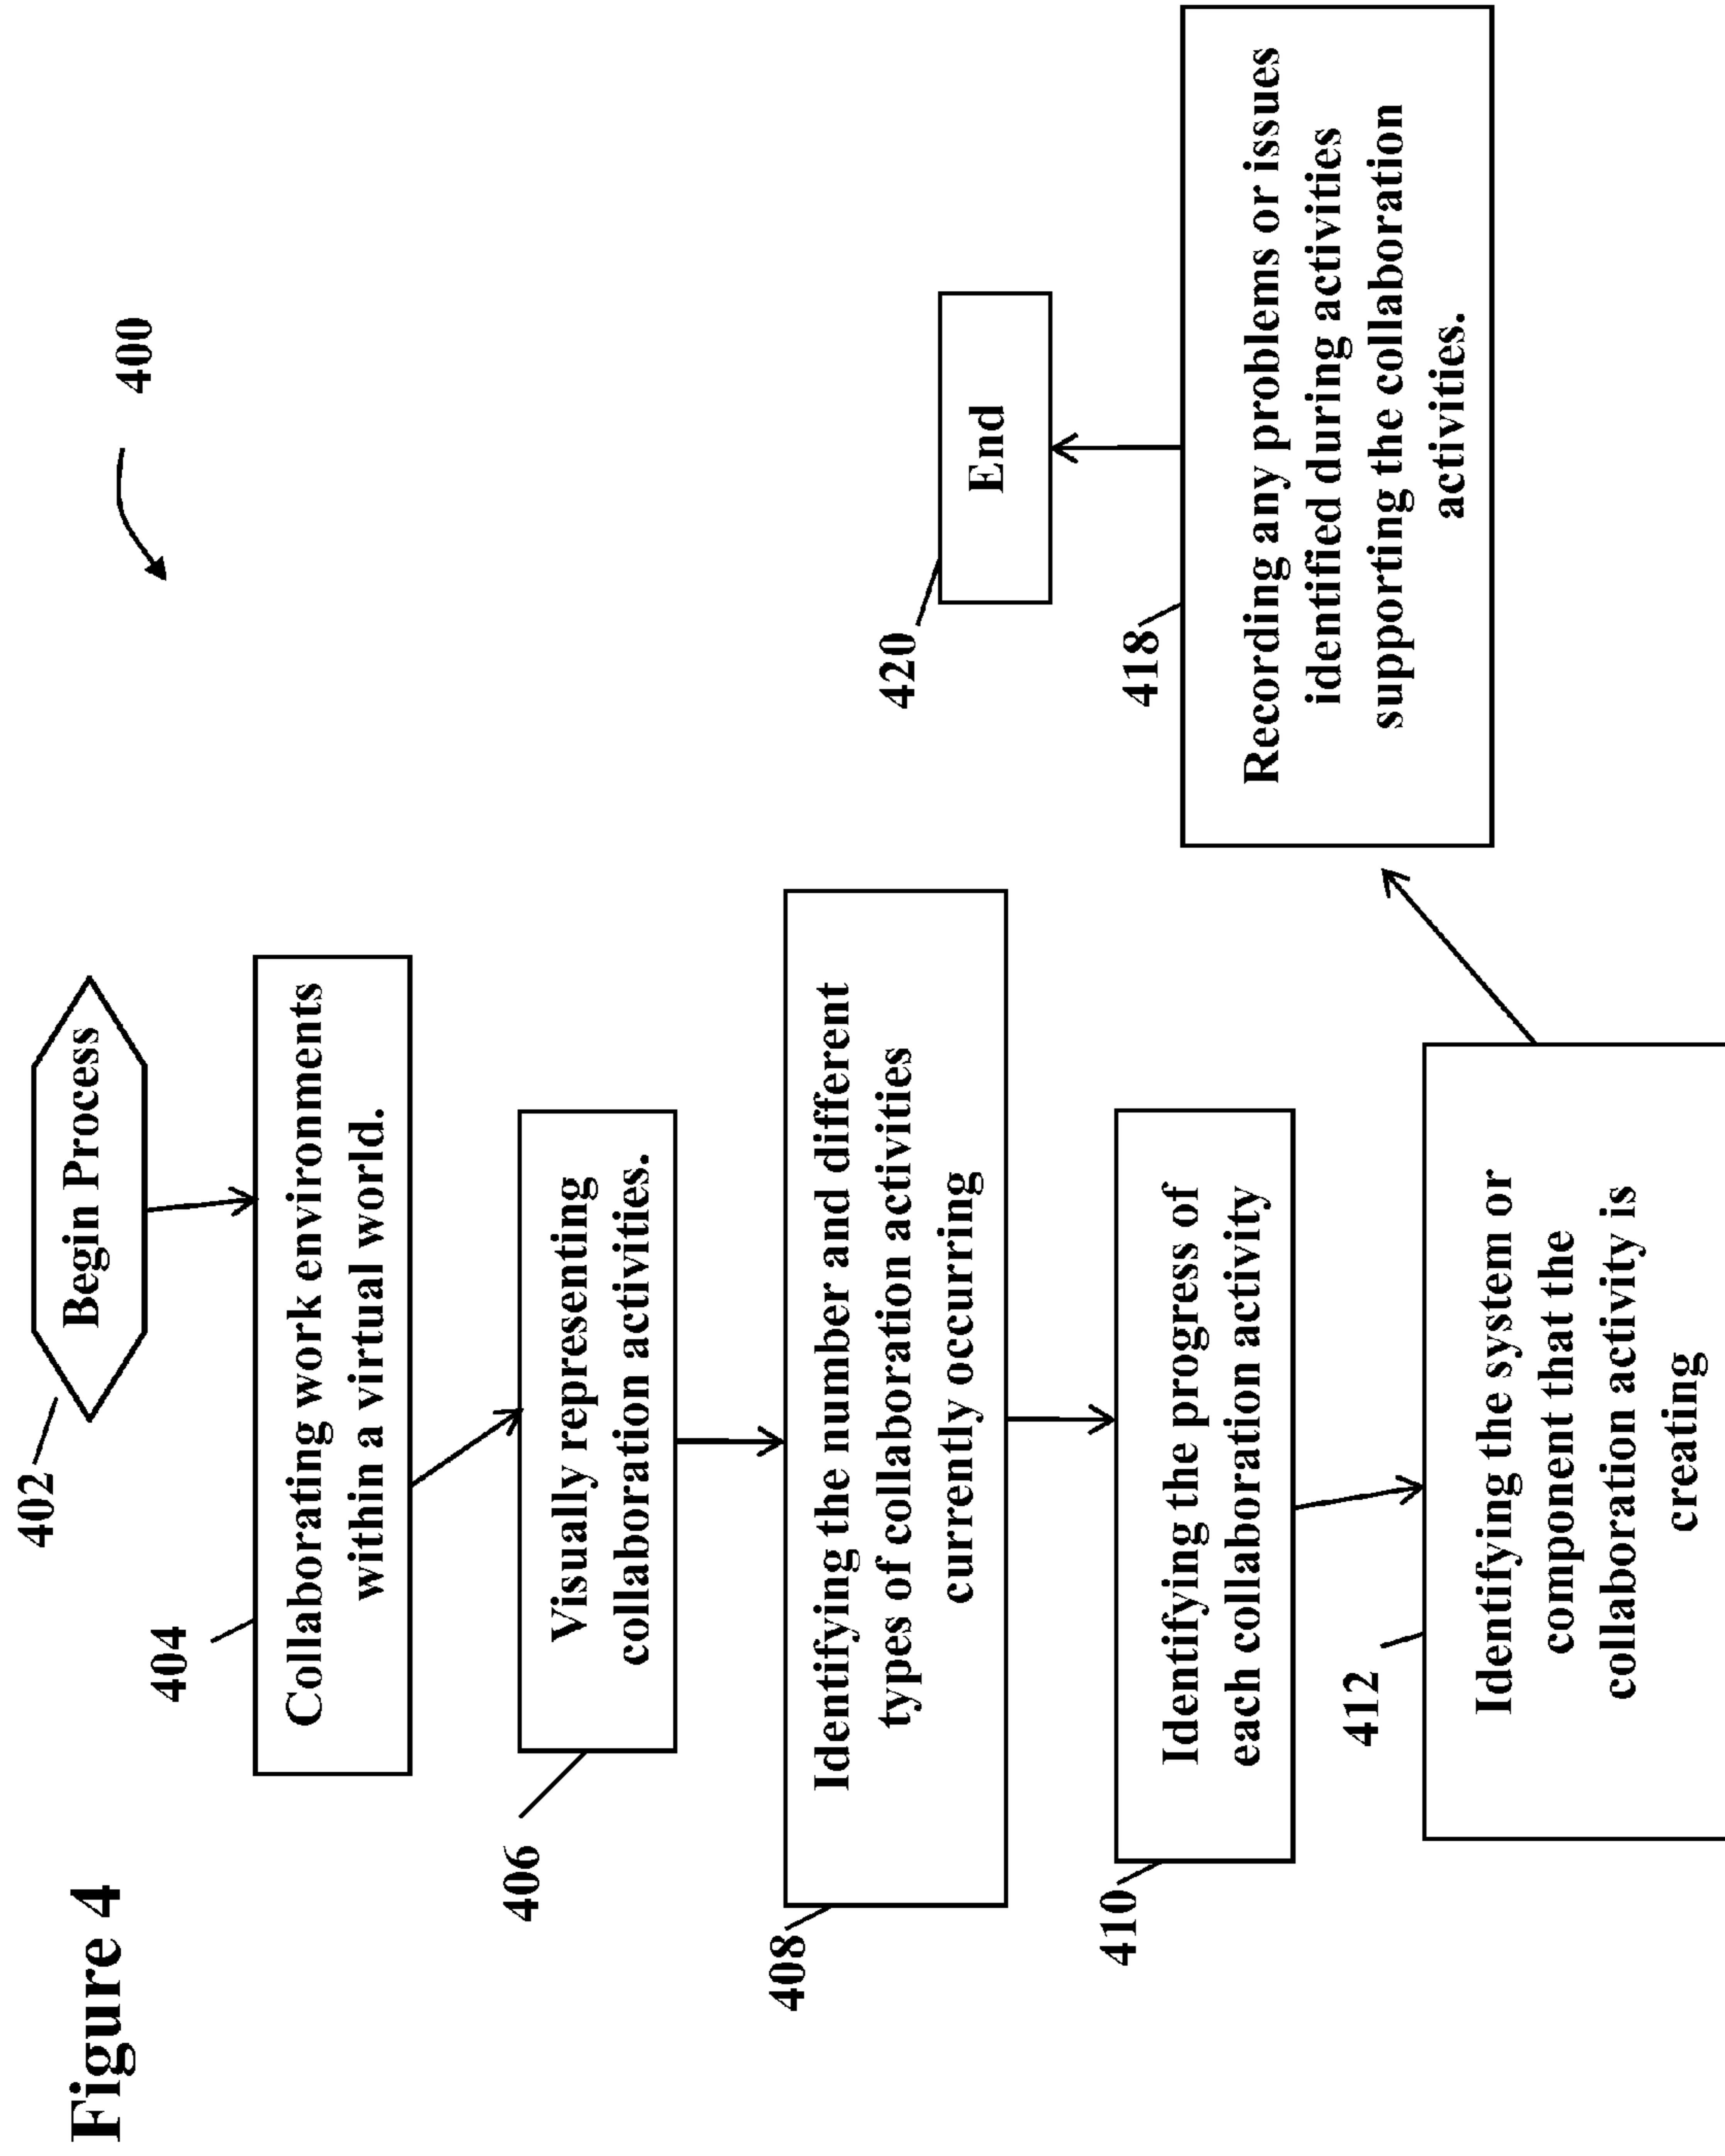 Figure 4
400
402
Begin Process
404
Collaborating work environments
within a virtual world.
406
Visually representing
collaboration activities.
408
Identifying the number and different
types of collaboration activities
currently occurring
410
Identifying the progress of
each collaboration activity
412
Identifying the system or
component that the
collaboration activity is
creating
418
Recording any problems or issues
identified during activities
supporting the collaboration
activities.
420
End